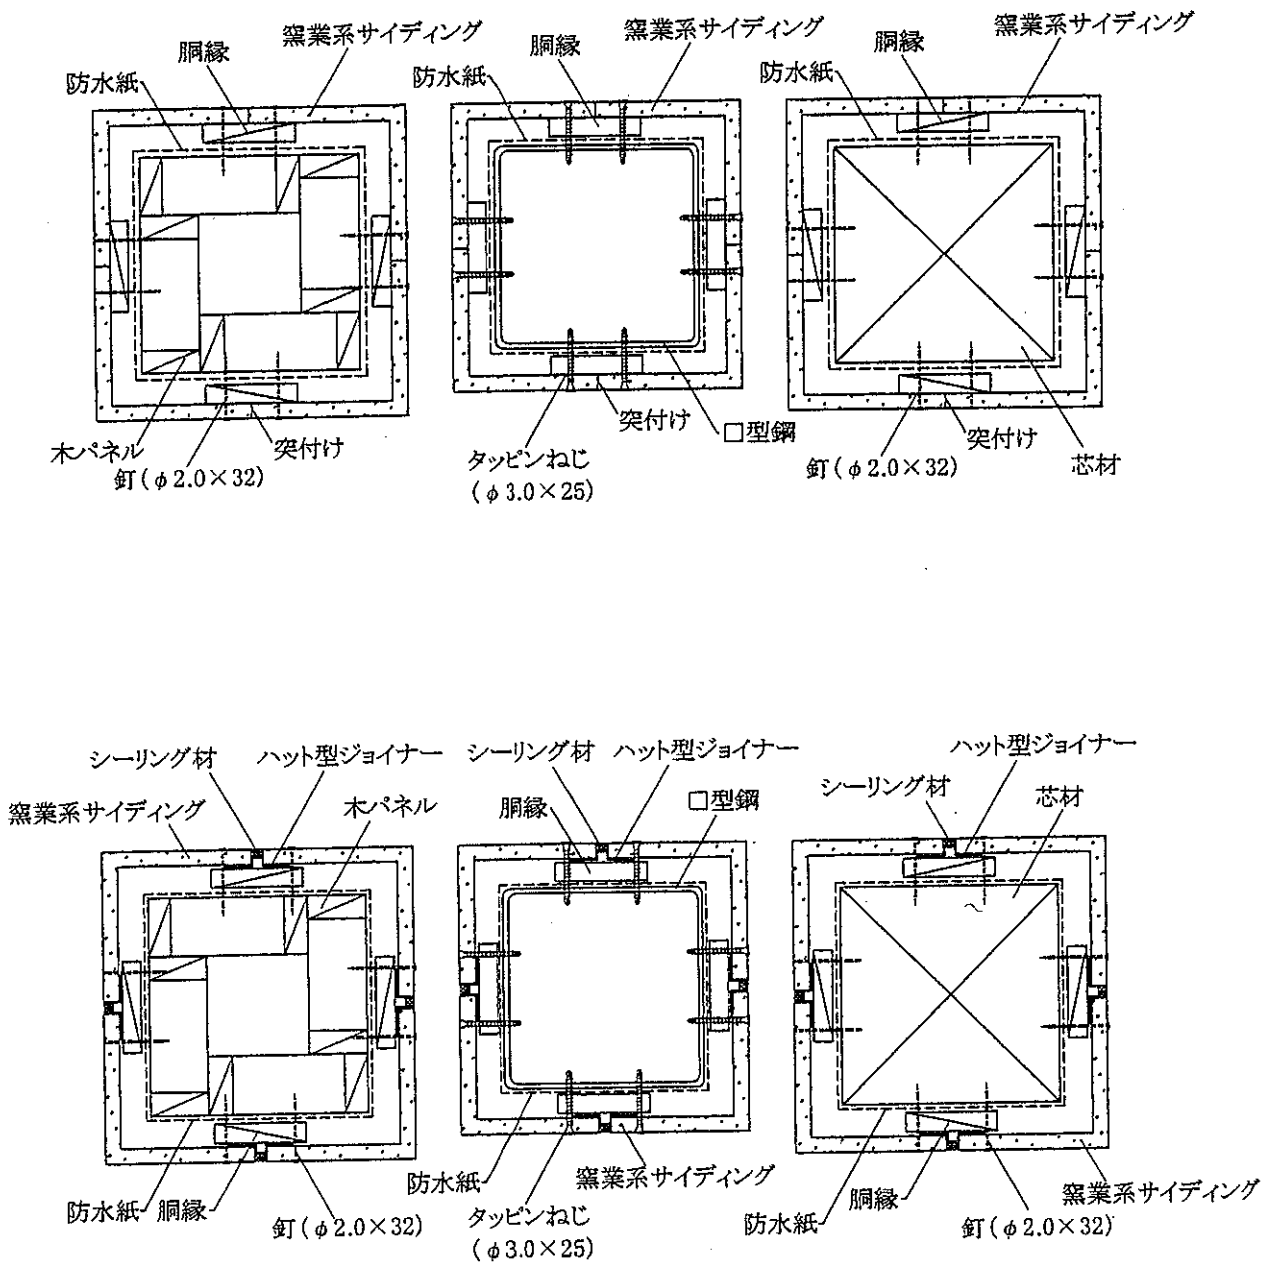 窯業系サイディング
胴縁
防水紙
木パネル
釘(φ2.0×32)
突付け
窯業系サイディング
胴縁
防水紙
突付け
□型鋼
タッピンねじ
(φ3.0×25)
窯業系サイディング
胴縁
防水紙
突付け
釘(φ2.0×32)
芯材
シーリング材
ハット型ジョイナー
窯業系サイディング
木パネル
防水紙
胴縁
釘(φ2.0×32)
シーリング材
ハット型ジョイナー
胴縁
□型鋼
防水紙
窯業系サイディング
タッピンねじ
(φ3.0×25)
ハット型ジョイナー
シーリング材
芯材
防水紙
胴縁
窯業系サイディング
釘(φ2.0×32)